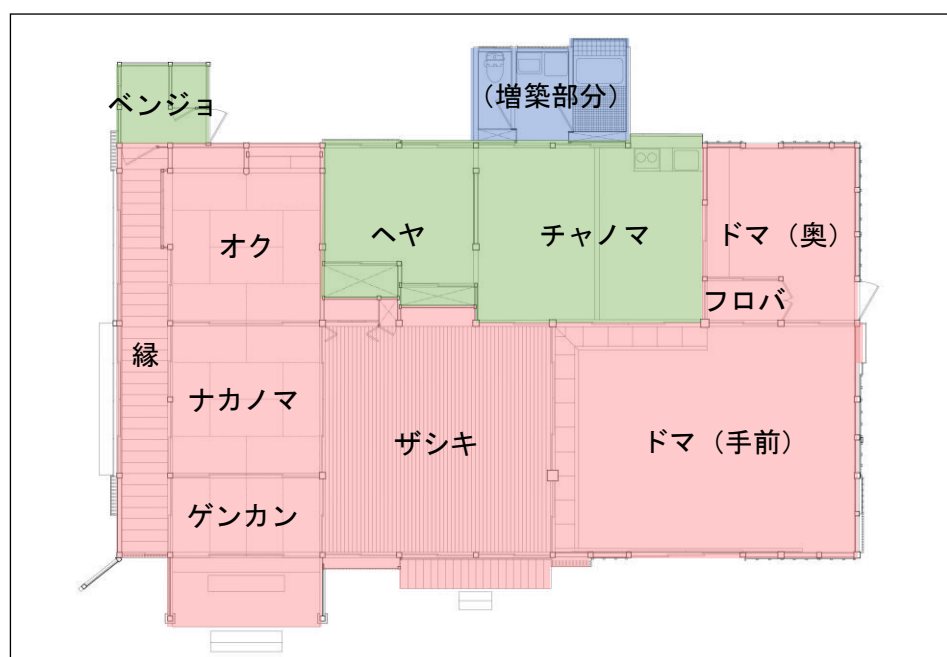 ベンジョ
（増築部分）
オク
ヘヤ
チャノマ
ドマ（奥）
フロバ
縁
ナカノマ
ザシキ
ドマ（手前）
ゲンカン